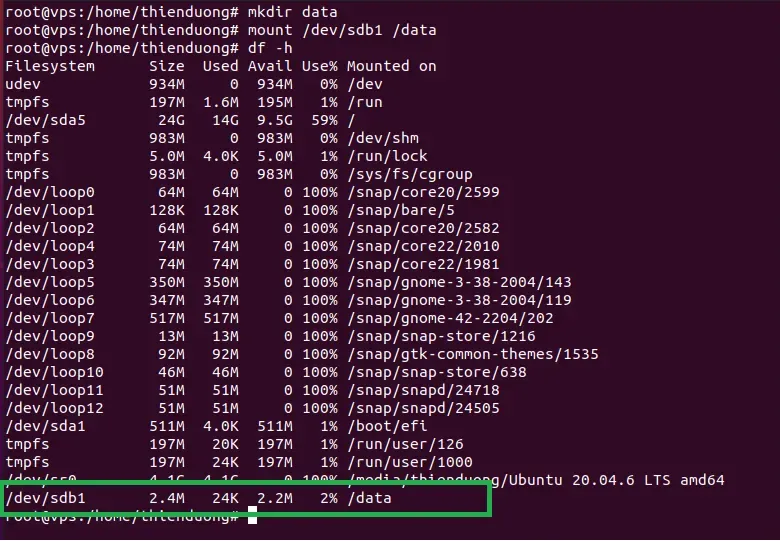 root@vps:/home/thienduong# mkdir data
root@vps:/home/thienduong# mount /dev/sdb1 /data
root@vps:/home/thienduong# df -h
Filesystem      Size  Used Avail Use% Mounted on
udev            934M     0  934M   0% /dev
tmpfs           197M  1.6M  195M   1% /run
/dev/sda5        24G   14G  9.5G  59% /
tmpfs           983M     0  983M   0% /dev/shm
tmpfs           5.0M  4.0K  5.0M   1% /run/lock
tmpfs           983M     0  983M   0% /sys/fs/cgroup
/dev/loop0       64M   64M     0 100% /snap/core20/2599
/dev/loop1      128K  128K     0 100% /snap/bare/5
/dev/loop2       64M   64M     0 100% /snap/core20/2582
/dev/loop4       74M   74M     0 100% /snap/core22/2010
/dev/loop3       74M   74M     0 100% /snap/core22/1981
/dev/loop5      350M  350M     0 100% /snap/gnome-3-38-2004/143
/dev/loop6      347M  347M     0 100% /snap/gnome-3-38-2004/119
/dev/loop7      517M  517M     0 100% /snap/gnome-42-2204/202
/dev/loop9       13M   13M     0 100% /snap/snap-store/1216
/dev/loop8       92M   92M     0 100% /snap/gtk-common-themes/1535
/dev/loop10      46M   46M     0 100% /snap/snap-store/638
/dev/loop11      51M   51M     0 100% /snap/snapd/24718
/dev/loop12      51M   51M     0 100% /snap/snapd/24505
/dev/sda1       511M  4.0K  511M   1% /boot/efi
tmpfs           197M   20K  197M   1% /run/user/126
tmpfs           197M   24K  197M   1% /run/user/1000
/dev/sr0        4.1G  4.1G     0 100% /media/thienduong/Ubuntu 20.04.6 LTS amd64
/dev/sdb1       2.4M   24K  2.2M   2% /data
root@vps:/home/thienduong#